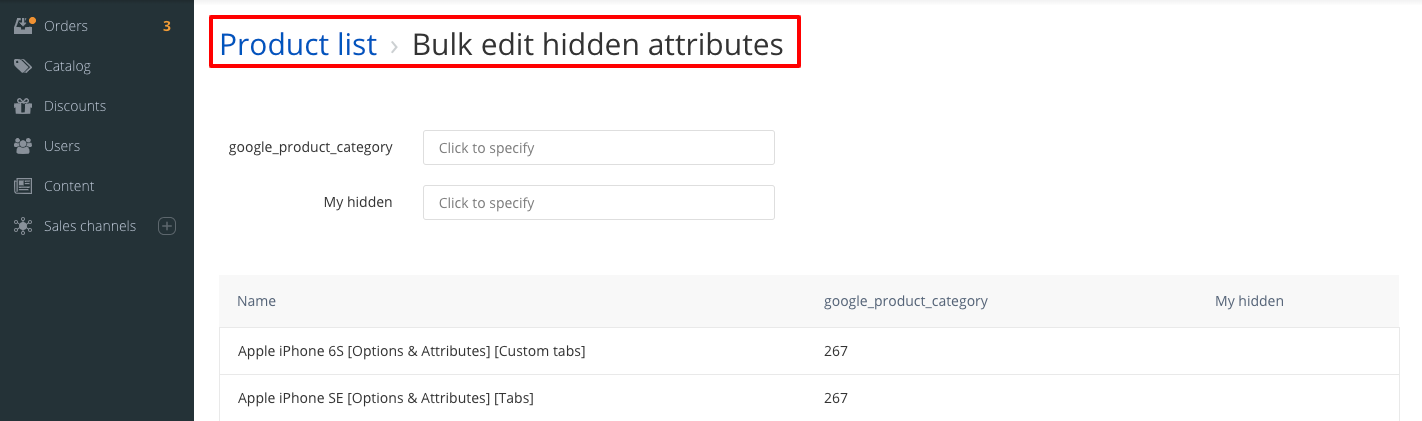 Orders 3
Catalog
Discounts
Users
Content
Sales channels
Product list › Bulk edit hidden attributes
google_product_category Click to specify
My hidden Click to specify
Name google_product_category My hidden
Apple iPhone 6S [Options & Attributes] [Custom tabs] 267
Apple iPhone SE [Options & Attributes] [Tabs] 267